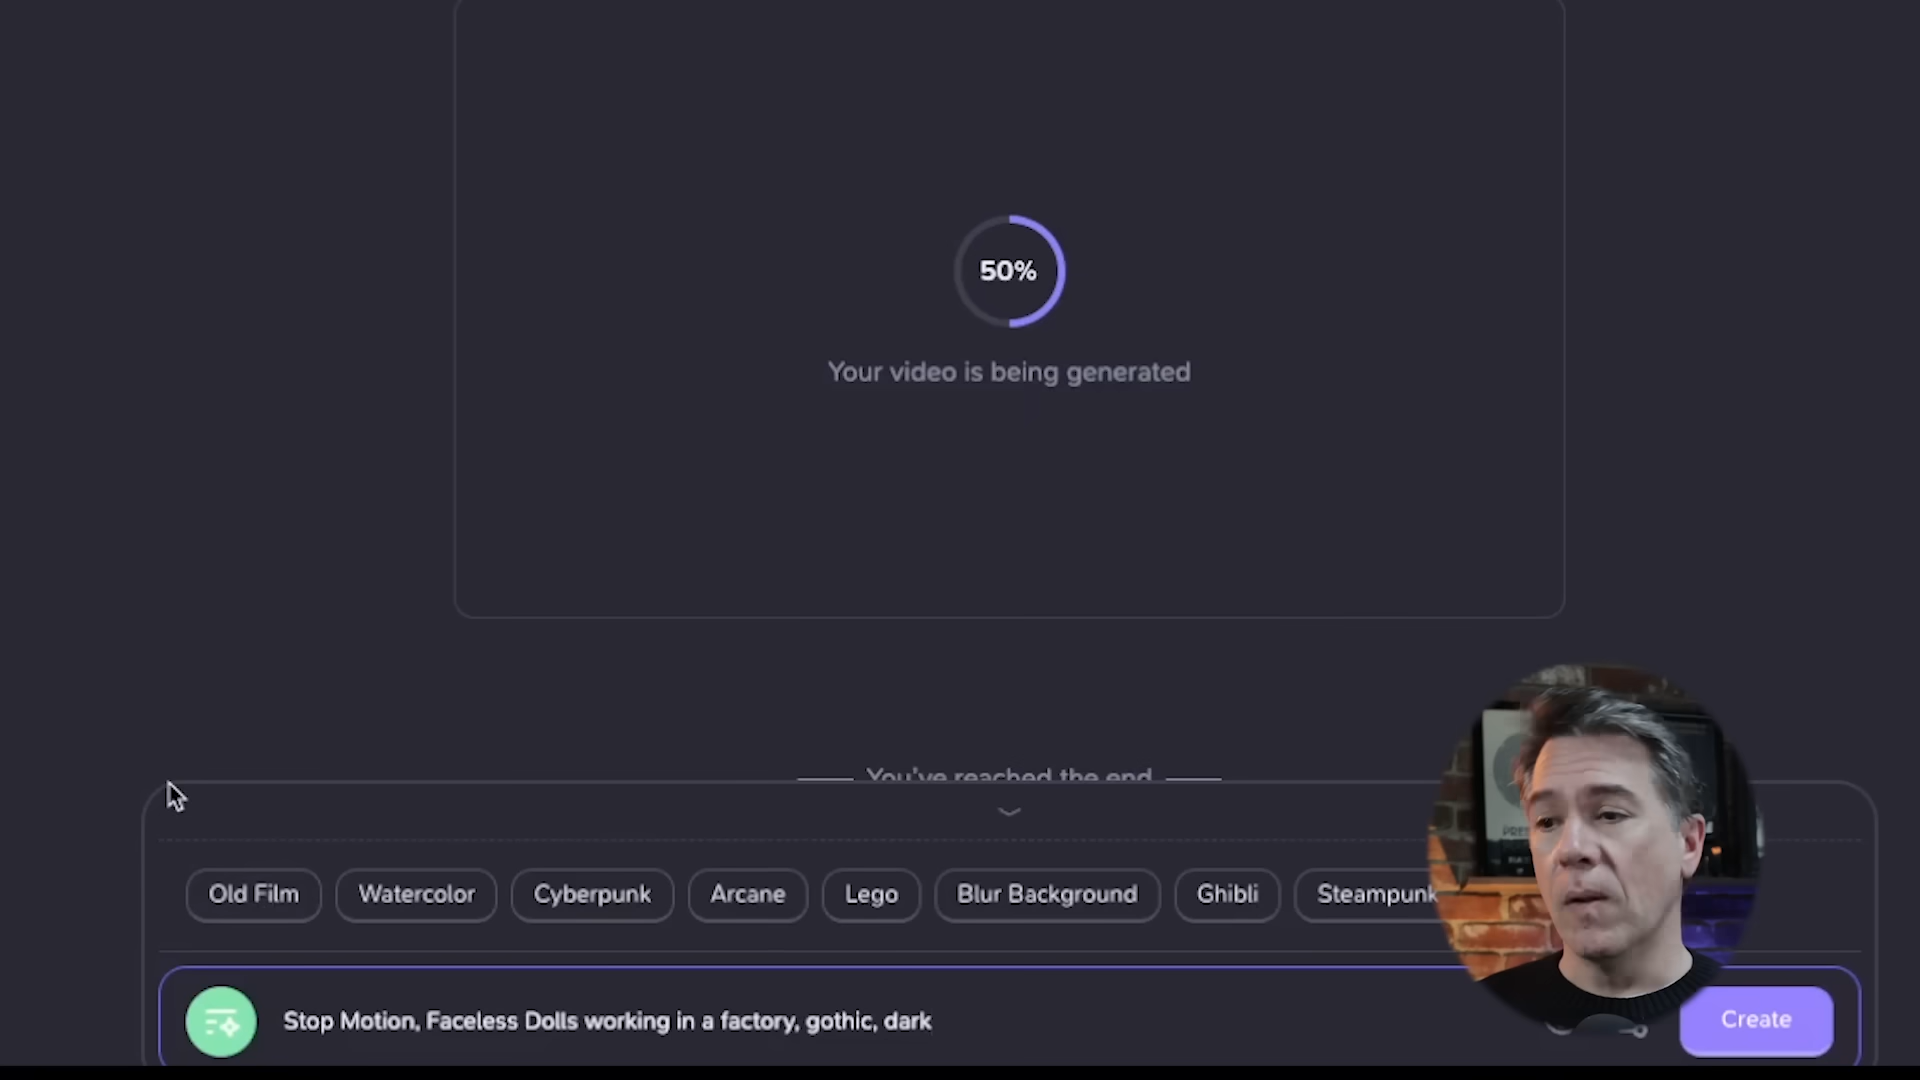 50%
Your video is being generated
You've reached the end
Old Film
Watercolor
Cyberpunk
Arcane
Lego
Blur Background
Ghibli
Steampunk
Stop Motion, Faceless Dolls working in a factory, gothic, dark
Create